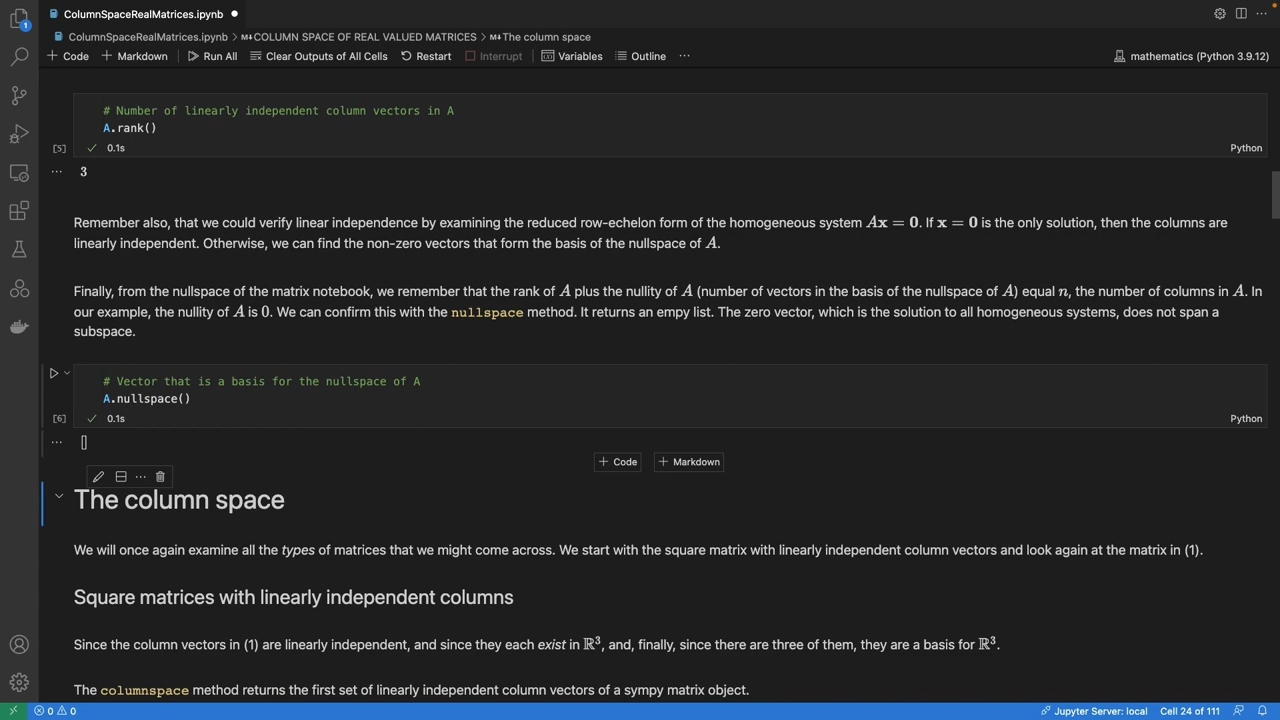 ColumnSpaceRealMatrices.ipynb
1
ColumnSpaceRealMatrices.ipynb > M↓COLUMN SPACE OF REAL VALUED MATRICES > M↓The column space
+ Code + Markdown Run All Clear Outputs of All Cells Restart Interrupt Variables Outline ... mathematics (Python 3.9.12)
# Number of linearly independent column vectors in A
A.rank()
[5] ✓ 0.1s Python
... 3
Remember also, that we could verify linear independence by examining the reduced row-echelon form of the homogeneous system Ax = 0. If x = 0 is the only solution, then the columns are
linearly independent. Otherwise, we can find the non-zero vectors that form the basis of the nullspace of A.
Finally, from the nullspace of the matrix notebook, we remember that the rank of A plus the nullity of A (number of vectors in the basis of the nullspace of A) equal n, the number of columns in A. In
our example, the nullity of A is 0. We can confirm this with the nullspace method. It returns an empy list. The zero vector, which is the solution to all homogeneous systems, does not span a
subspace.
# Vector that is a basis for the nullspace of A
A.nullspace()
[6] ✓ 0.1s Python
... []
+ Code + Markdown
...
The column space
We will once again examine all the types of matrices that we might come across. We start with the square matrix with linearly independent column vectors and look again at the matrix in (1).
Square matrices with linearly independent columns
Since the column vectors in (1) are linearly independent, and since they each exist in ℝ³, and, finally, since there are three of them, they are a basis for ℝ³.
The columnspace method returns the first set of linearly independent column vectors of a sympy matrix object.
0 0 Jupyter Server: local Cell 24 of 111